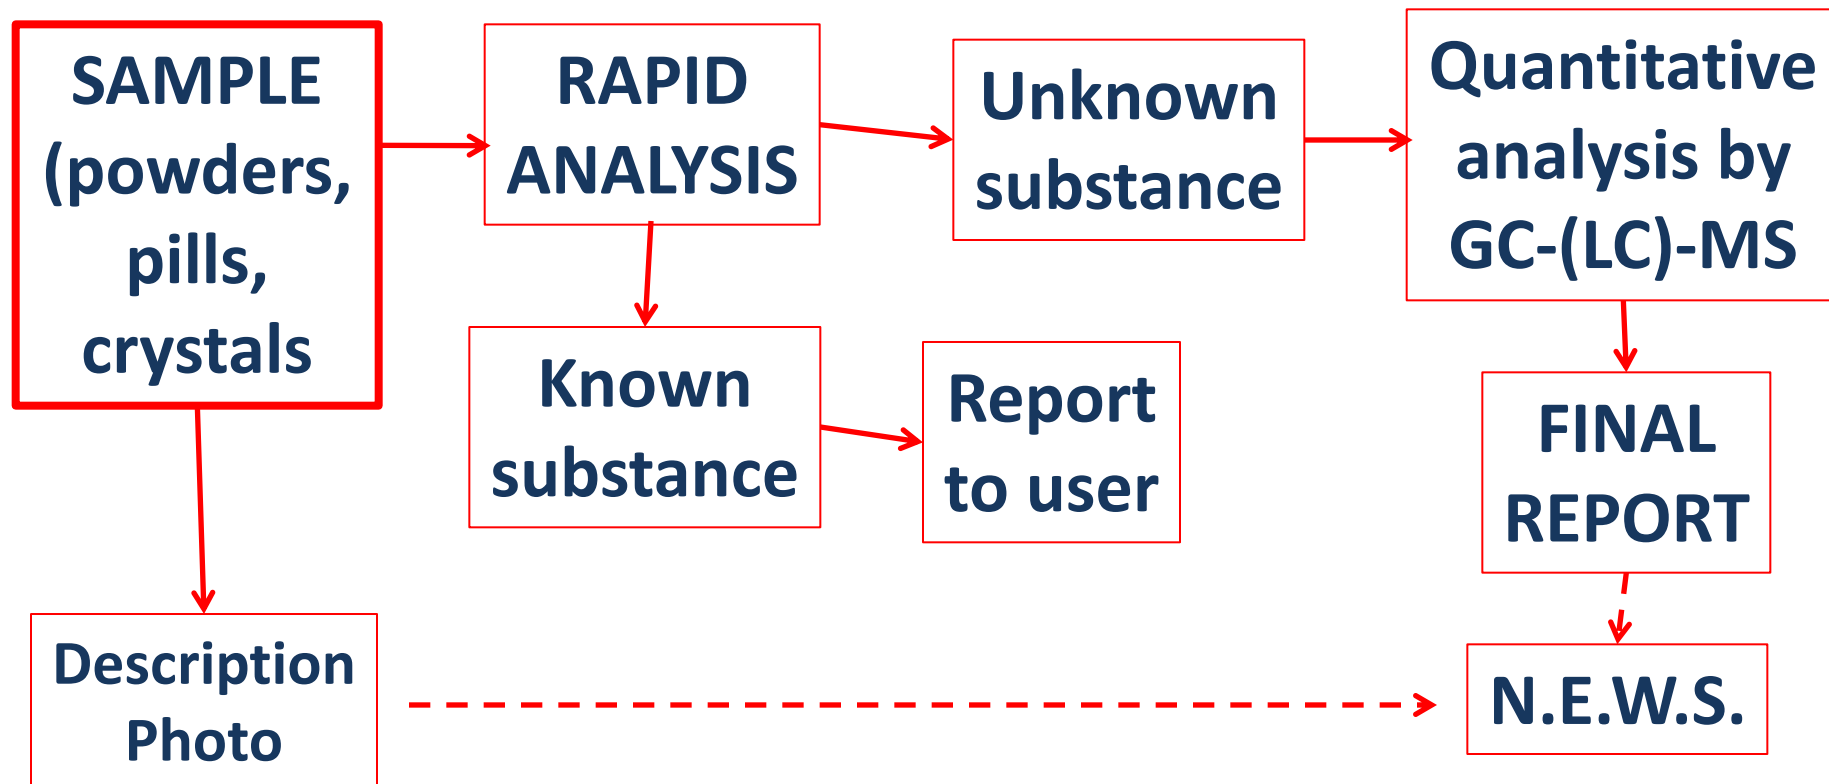 SAMPLE
(powders,
pills,
crystals
RAPID
ANALYSIS
Unknown
substance
Quantitative
analysis by
GC-(LC)-MS
Known
substance
Report
to user
FINAL
REPORT
Description
Photo
N.E.W.S.